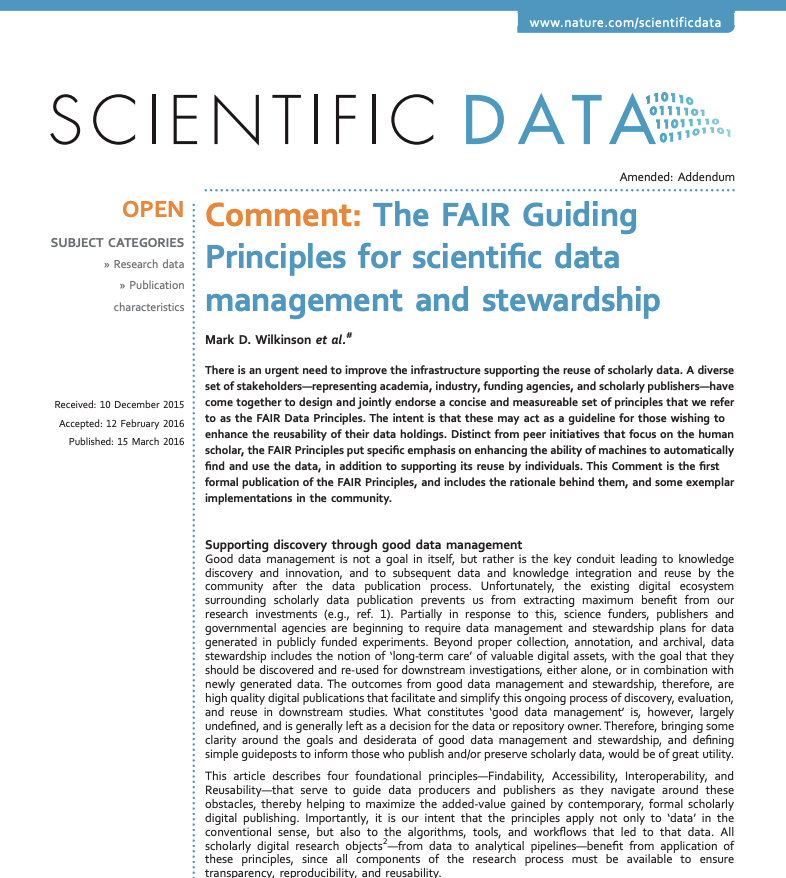 www.nature.com/scientificdata
SCIENTIFIC DATA
10110
0111101
11011110
011101101
Amended: Addendum
OPEN
SUBJECT CATEGORIES
» Research data
» Publication
characteristics
Received: 10 December 2015
Accepted: 12 February 2016
Published: 15 March 2016
Comment: The FAIR Guiding
Principles for scientific data
management and stewardship
Mark D. Wilkinson et al.#
There is an urgent need to improve the infrastructure supporting the reuse of scholarly data. A diverse
set of stakeholders—representing academia, industry, funding agencies, and scholarly publishers—have
come together to design and jointly endorse a concise and measureable set of principles that we refer
to as the FAIR Data Principles. The intent is that these may act as a guideline for those wishing to
enhance the reusability of their data holdings. Distinct from peer initiatives that focus on the human
scholar, the FAIR Principles put specific emphasis on enhancing the ability of machines to automatically
find and use the data, in addition to supporting its reuse by individuals. This Comment is the first
formal publication of the FAIR Principles, and includes the rationale behind them, and some exemplar
implementations in the community.
Supporting discovery through good data management
Good data management is not a goal in itself, but rather is the key conduit leading to knowledge
discovery and innovation, and to subsequent data and knowledge integration and reuse by the
community after the data publication process. Unfortunately, the existing digital ecosystem
surrounding scholarly data publication prevents us from extracting maximum benefit from our
research investments (e.g., ref. 1). Partially in response to this, science funders, publishers and
governmental agencies are beginning to require data management and stewardship plans for data
generated in publicly funded experiments. Beyond proper collection, annotation, and archival, data
stewardship includes the notion of ‘long-term care’ of valuable digital assets, with the goal that they
should be discovered and re-used for downstream investigations, either alone, or in combination with
newly generated data. The outcomes from good data management and stewardship, therefore, are
high quality digital publications that facilitate and simplify this ongoing process of discovery, evaluation,
and reuse in downstream studies. What constitutes ‘good data management’ is, however, largely
undefined, and is generally left as a decision for the data or repository owner. Therefore, bringing some
clarity around the goals and desiderata of good data management and stewardship, and defining
simple guideposts to inform those who publish and/or preserve scholarly data, would be of great utility.
This article describes four foundational principles—Findability, Accessibility, Interoperability, and
Reusability—that serve to guide data producers and publishers as they navigate around these
obstacles, thereby helping to maximize the added-value gained by contemporary, formal scholarly
digital publishing. Importantly, it is our intent that the principles apply not only to ‘data’ in the
conventional sense, but also to the algorithms, tools, and workflows that led to that data. All
scholarly digital research objects2—from data to analytical pipelines—benefit from application of
these principles, since all components of the research process must be available to ensure
transparency, reproducibility, and reusability.